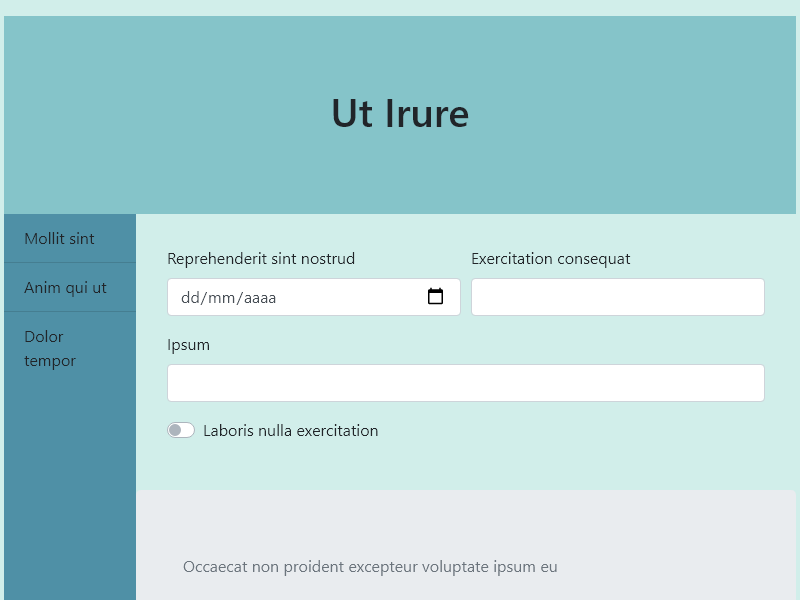 Ut Irure
Mollit sint
Anim qui ut
Dolor
tempor
Reprehenderit sint nostrud
Exercitation consequat
dd/mm/aaaa
Ipsum
Laboris nulla exercitation
Occaecat non proident excepteur voluptate ipsum eu